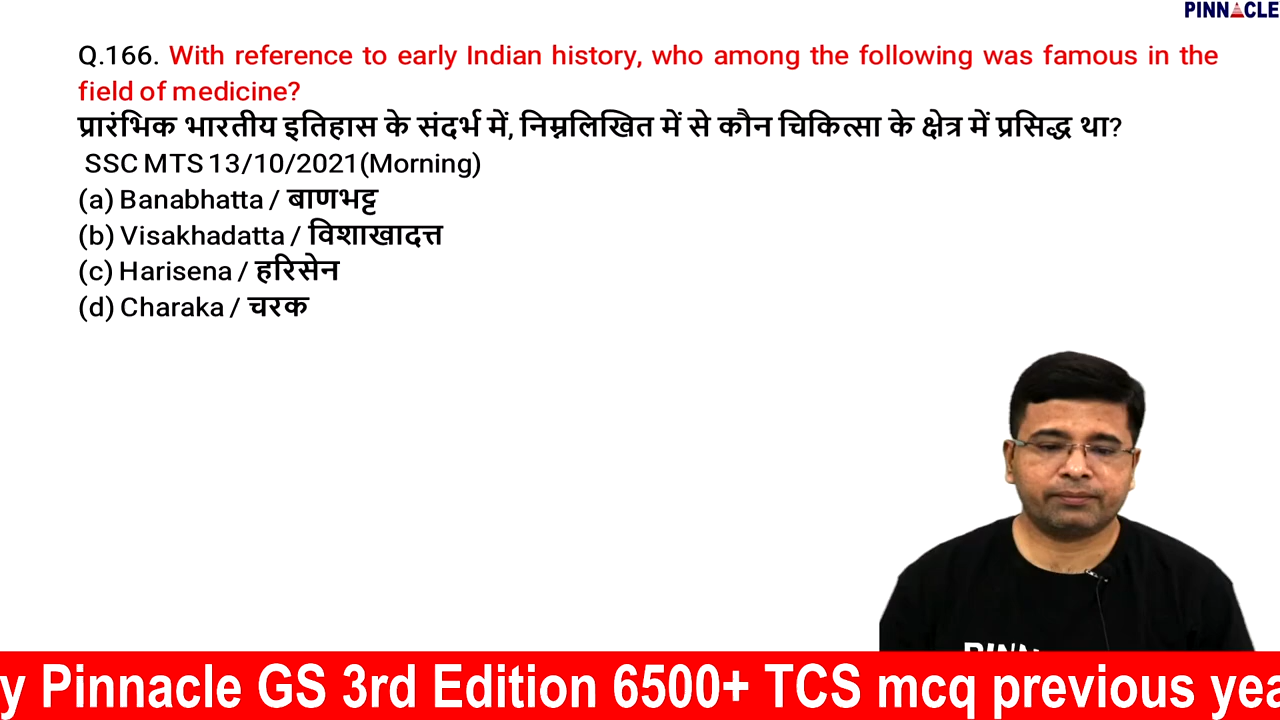 PINNACLE
Q.166. With reference to early Indian history, who among the following was famous in the
field of medicine?
प्रारंभिक भारतीय इतिहास के संदर्भ में, निम्नलिखित में से कौन चिकित्सा के क्षेत्र में प्रसिद्ध था?
SSC MTS 13/10/2021(Morning)
(a) Banabhatta / बाणभट्ट
(b) Visakhadatta / विशाखादत्त
(c) Harisena / हरिसेन
(d) Charaka / चरक
y Pinnacle GS 3rd Edition 6500+ TCS mcq previous yea